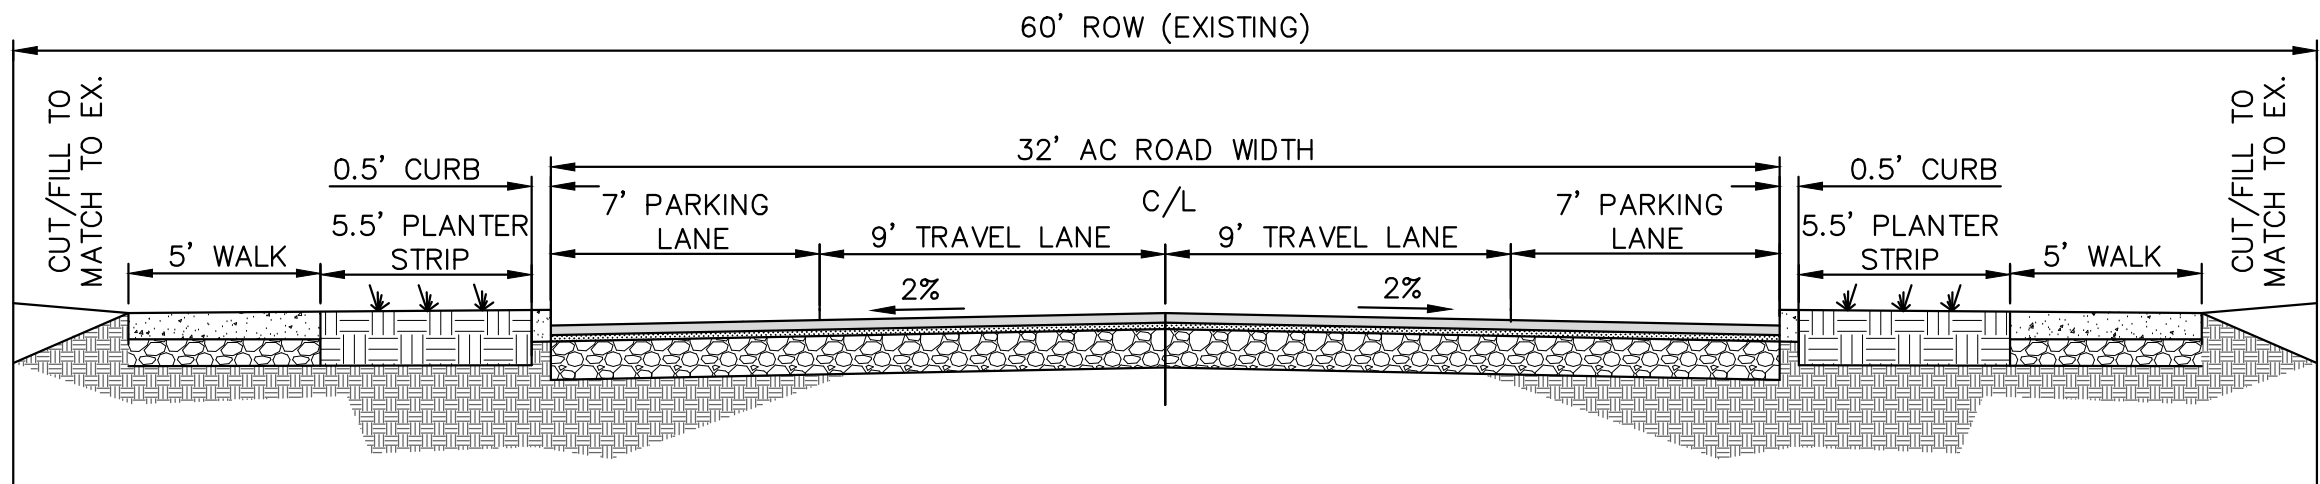 60' ROW (EXISTING)
CUT/FILL TO
MATCH TO EX.
32' AC ROAD WIDTH
CUT/FILL TO
MATCH TO EX.
0.5' CURB
0.5' CURB
C/L
7' PARKING
LANE
7' PARKING
LANE
5.5' PLANTER
STRIP
5.5' PLANTER
STRIP
9' TRAVEL LANE
9' TRAVEL LANE
5' WALK
5' WALK
2%
2%